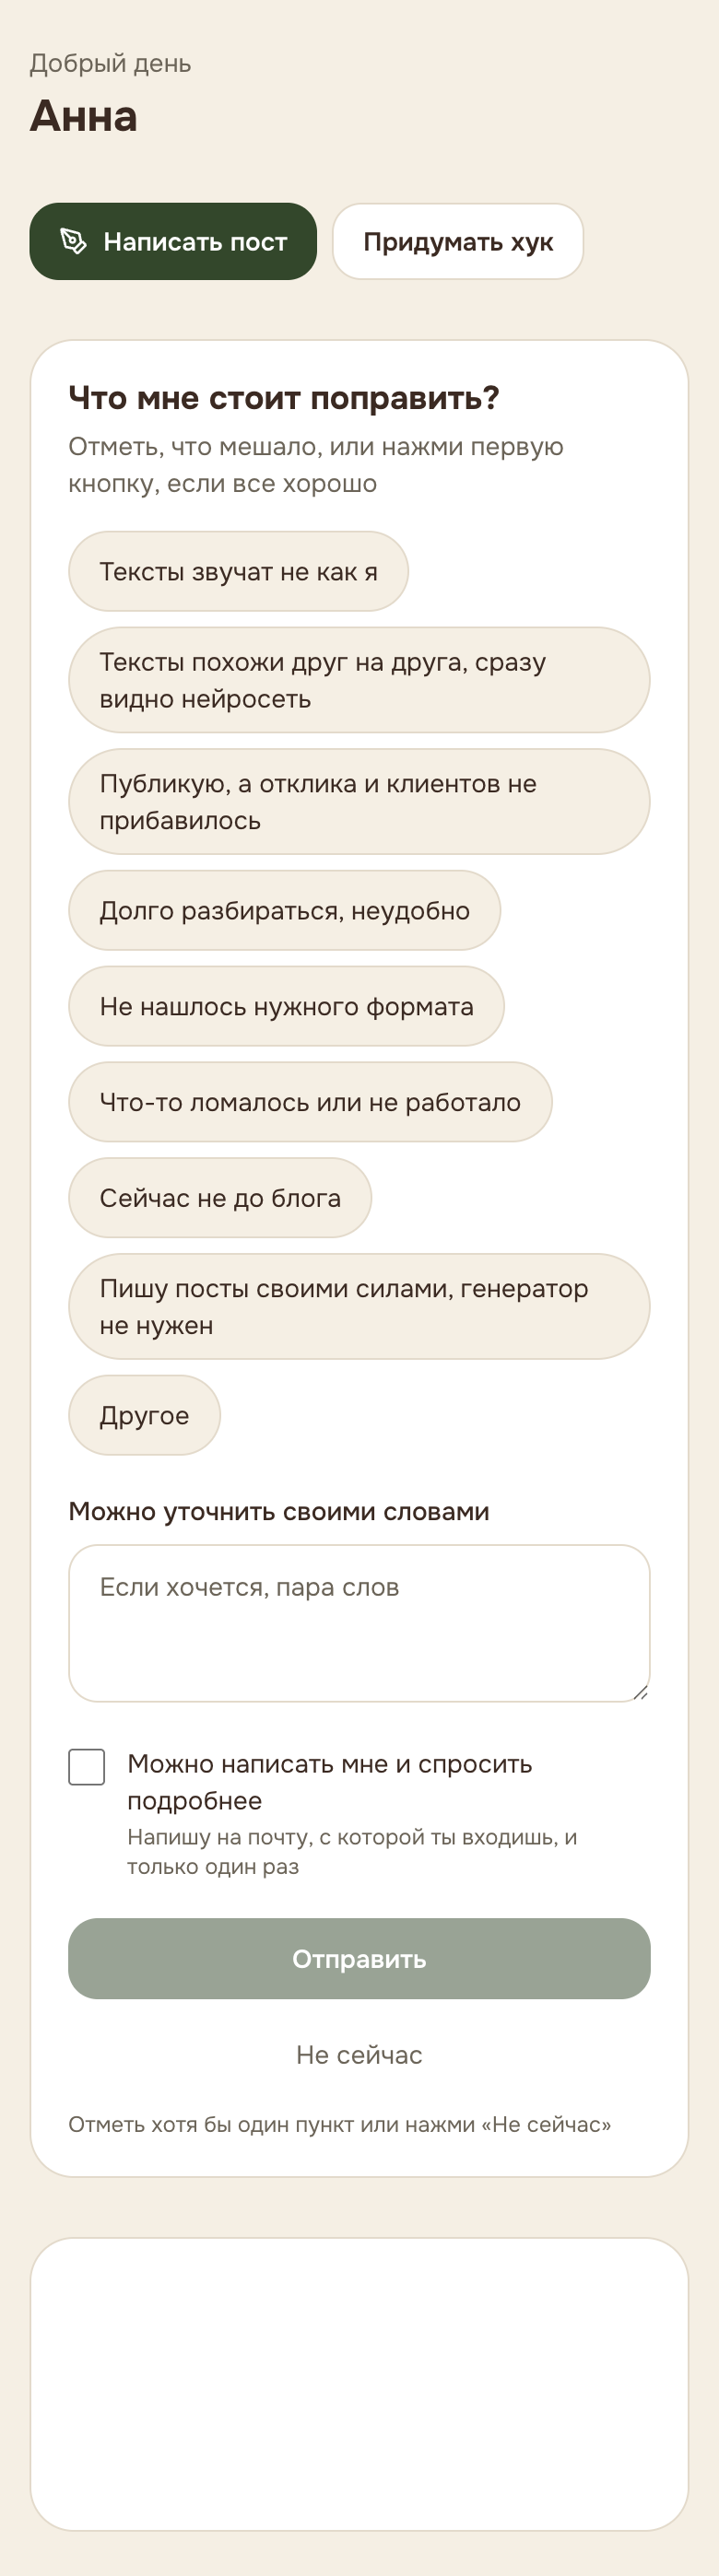 Добрый день
Анна
Написать пост
Придумать хук
Что мне стоит поправить?
Отметь, что мешало, или нажми первую
кнопку, если все хорошо
Тексты звучат не как я
Тексты похожи друг на друга, сразу
видно нейросеть
Публикую, а отклика и клиентов не
прибавилось
Долго разбираться, неудобно
Не нашлось нужного формата
Что-то ломалось или не работало
Сейчас не до блога
Пишу посты своими силами, генератор
не нужен
Другое
Можно уточнить своими словами
Если хочется, пара слов
Можно написать мне и спросить
подробнее
Напишу на почту, с которой ты входишь, и
только один раз
Отправить
Не сейчас
Отметь хотя бы один пункт или нажми «Не сейчас»